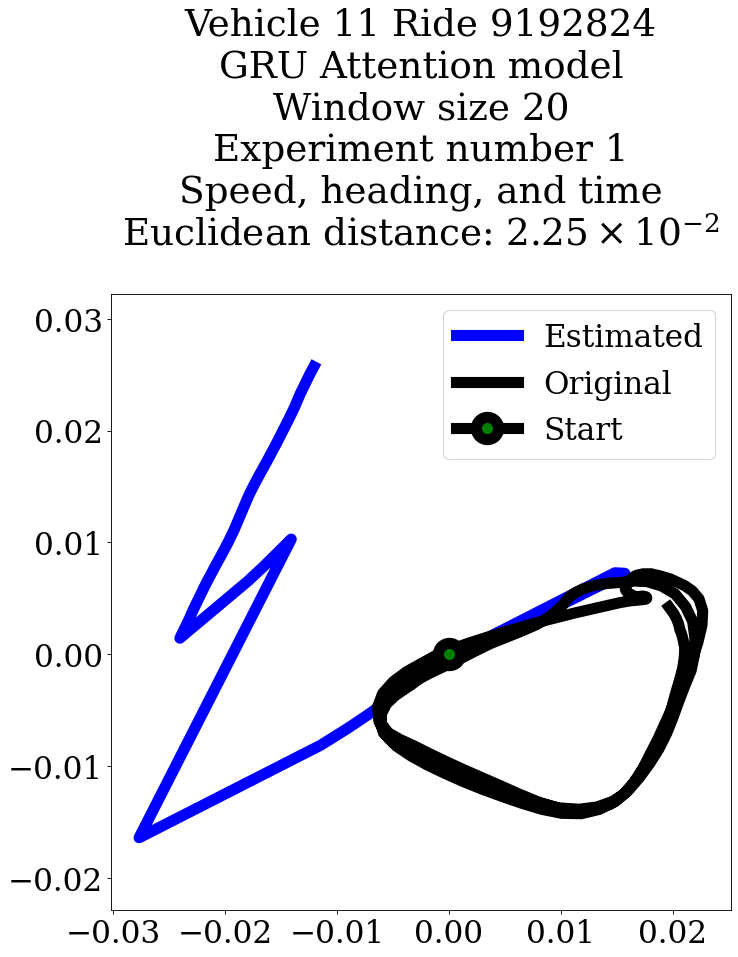 Vehicle 11 Ride 9192824
GRU Attention model
Window size 20
Experiment number 1
Speed, heading, and time
Euclidean distance: 2.25 × 10⁻²
0.03
0.02
0.01
0.00
−0.01
−0.02
Estimated
Original
Start
−0.03
−0.02
−0.01
0.00
0.01
0.02